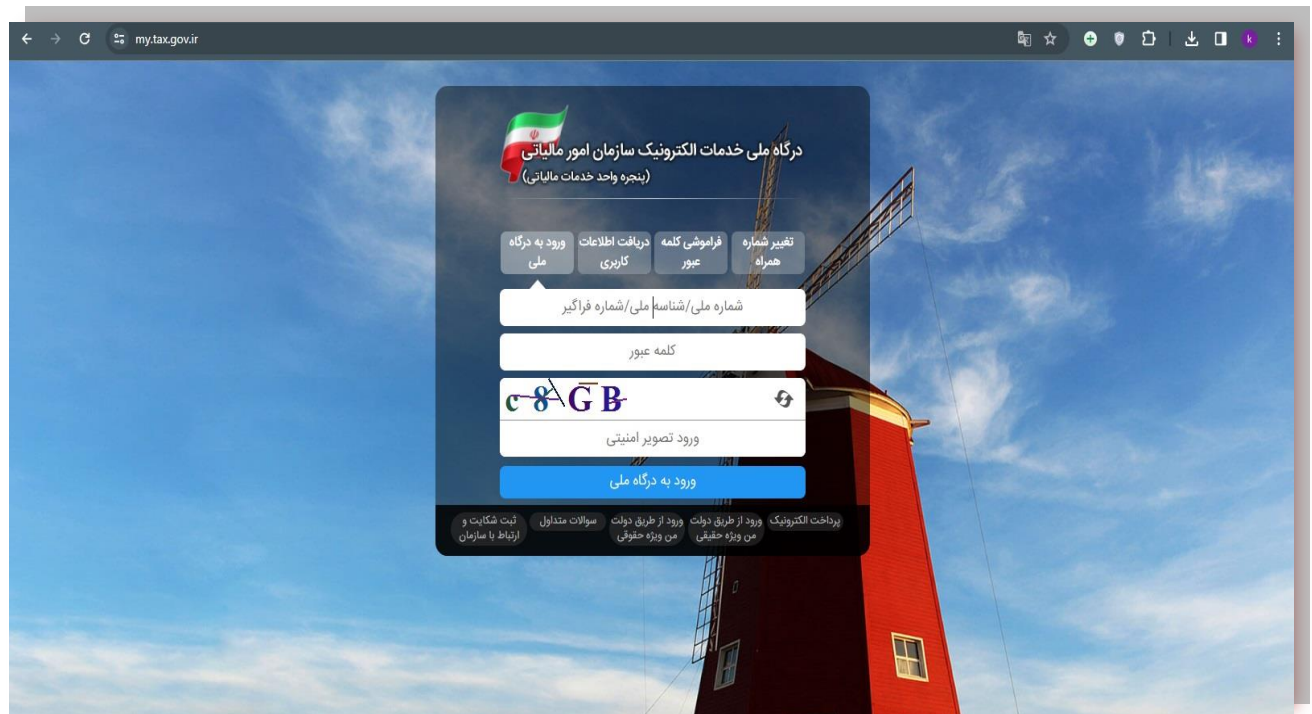 my.tax.gov.ir
درگاه ملی خدمات الکترونیک سازمان امور مالیاتی
(پنجره واحد خدمات مالیاتی)
تغییر شماره همراه
فراموشی کلمه عبور
دریافت اطلاعات کاربری
ورود به درگاه ملی
شماره ملی/شناسه ملی/شماره فراگیر
کلمه عبور
c 8 G B
ورود تصویر امنیتی
ورود به درگاه ملی
پرداخت الکترونیک
ورود از طریق دولت من ویژه حقیقی
ورود از طریق دولت من ویژه حقوقی
سوالات متداول
ثبت شکایت و ارتباط با سازمان
k